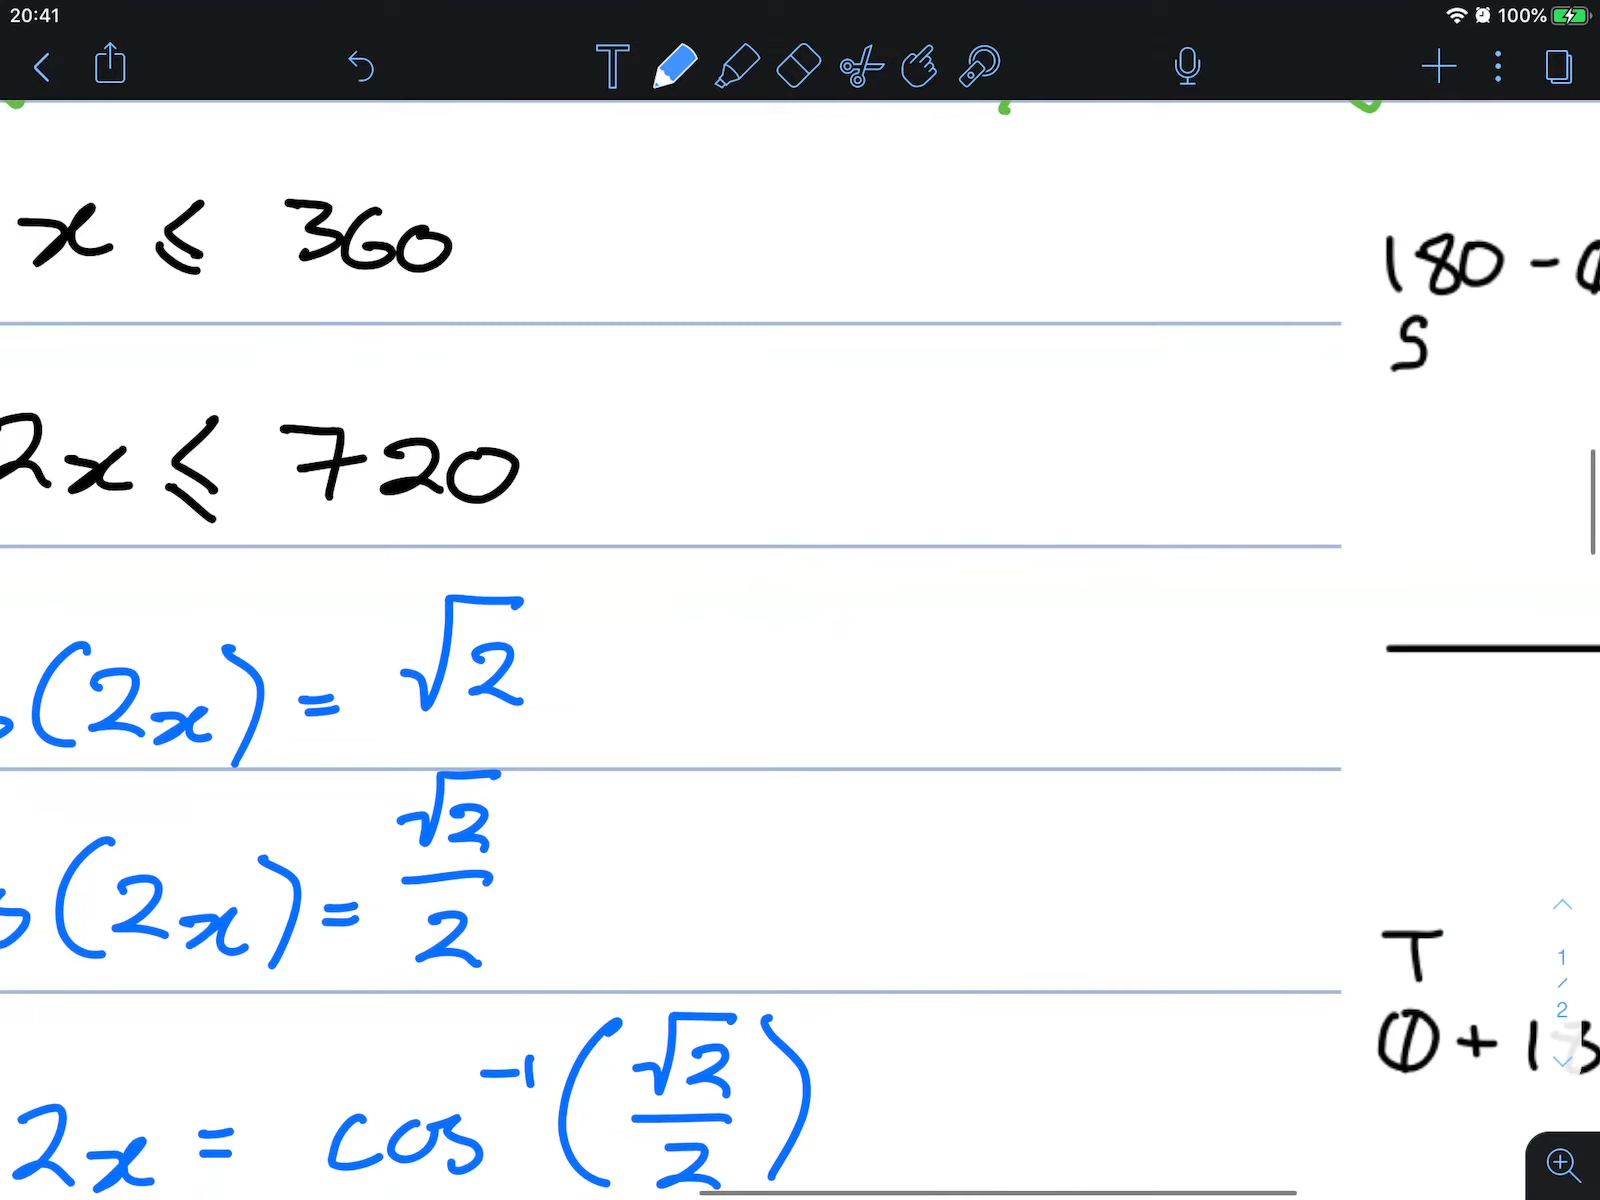 20:41
100%
T
x ≤ 360
180 -
S
2x ≤ 720
(2x) = √2
s(2x) = √2/2
T
1
/
2
Φ + 1
2x = cos⁻¹(√2/2)